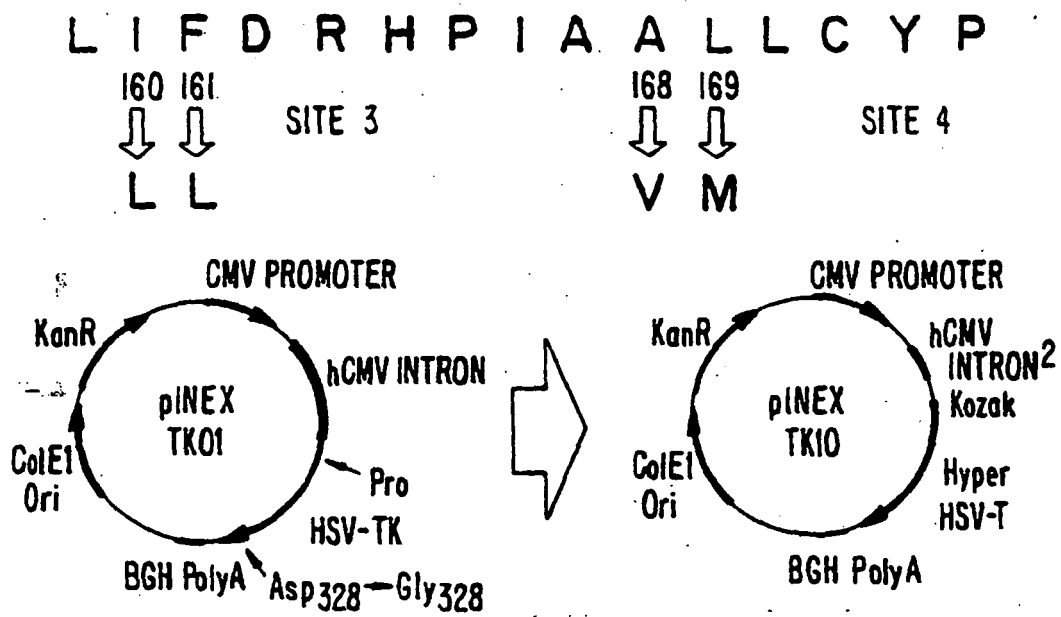 L I F D R H P I A A L L C Y P
160 161 168 169
SITE 3 SITE 4
L L V M
CMV PROMOTER
KanR
hCMV INTRON
pINEX
TK01
ColE1
Ori
Pro
HSV-TK
BGH PolyA
Asp328 — Gly328
CMV PROMOTER
KanR
hCMV
INTRON2
Kozak
pINEX
TK10
ColE1
Ori
Hyper
HSV-T
BGH PolyA